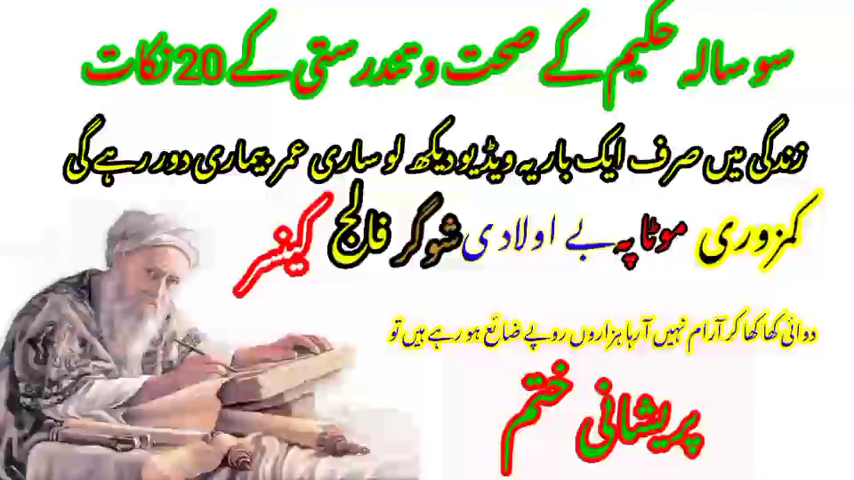 سو سالہ حکیم کے صحت و تندرستی کے 20 نکات
زندگی میں صرف ایک بار یہ ویڈیو دیکھ لو ساری عمر بیماری دور رہے گی
کمزوری موٹاپہ بے اولادی شوگر فالج کینسر
دوائی کھا کھا کر آرام نہیں آ رہا ہزاروں روپے ضائع ہو رہے ہیں تو
پریشانی ختم